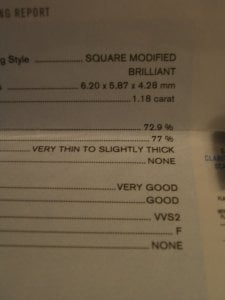 NG REPORT
g Style SQUARE MODIFIED
BRILLIANT
6.20 x 5.87 x 4.28 mm
1.18 carat
72.9 %
77 %
VERY THIN TO SLIGHTLY THICK
NONE
VERY GOOD
GOOD
VVS2
F
NONE